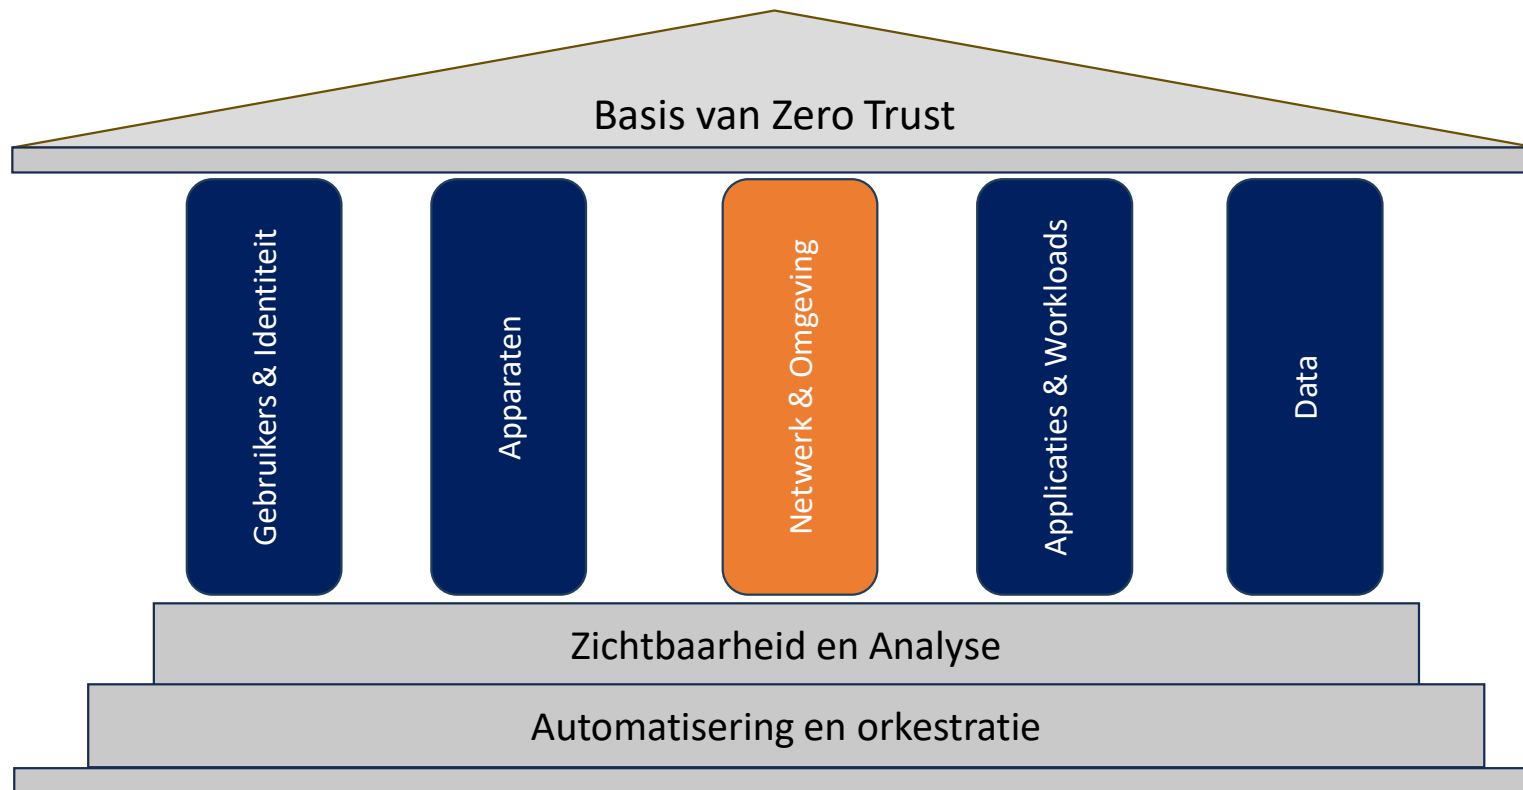 Basis van Zero Trust
Gebruikers & Identiteit
Apparaten
Netwerk & Omgeving
Applicaties & Workloads
Data
Zichtbaarheid en Analyse
Automatisering en orkestratie